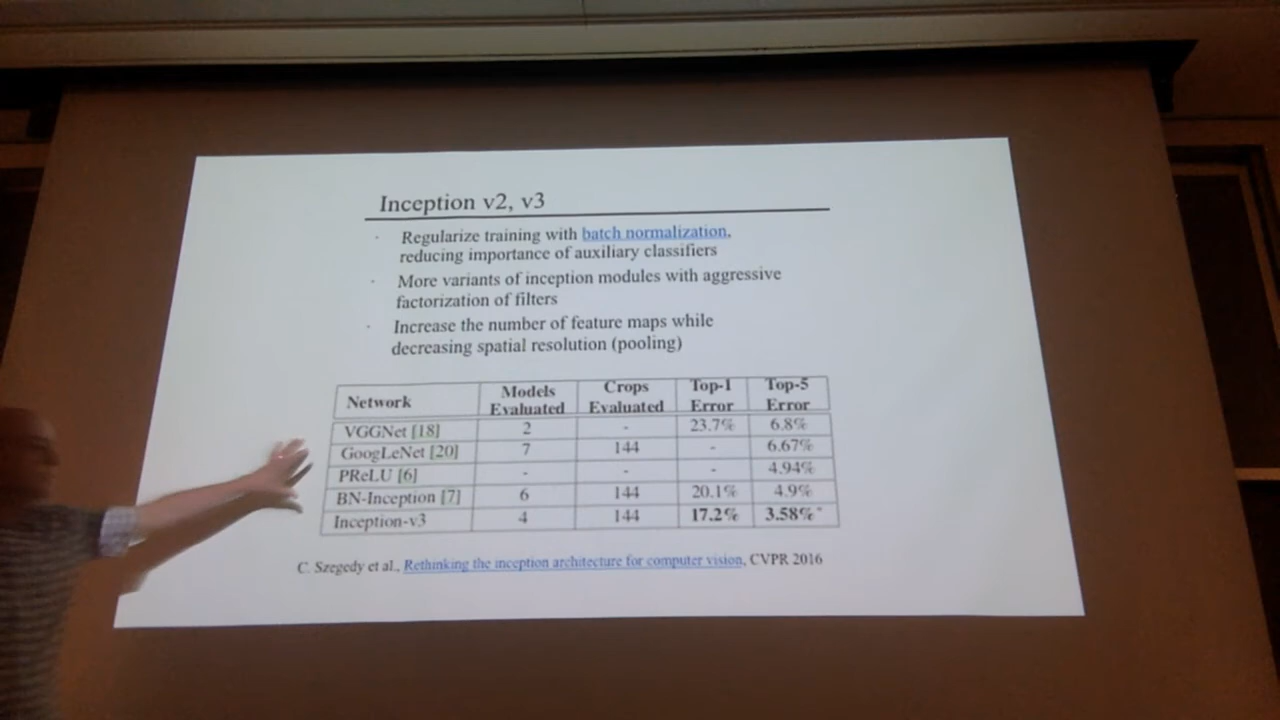 Inception v2, v3
· Regularize training with batch normalization,
reducing importance of auxiliary classifiers
· More variants of inception modules with aggressive
factorization of filters
· Increase the number of feature maps while
decreasing spatial resolution (pooling)
Network Models Evaluated Crops Evaluated Top-1 Error Top-5 Error
VGGNet [18] 2 - 23.7% 6.8%
GoogLeNet [20] 7 144 - 6.67%
PReLU [6] - - - 4.94%
BN-Inception [7] 6 144 20.1% 4.9%
Inception-v3 4 144 17.2% 3.58%*
C. Szegedy et al., Rethinking the inception architecture for computer vision, CVPR 2016